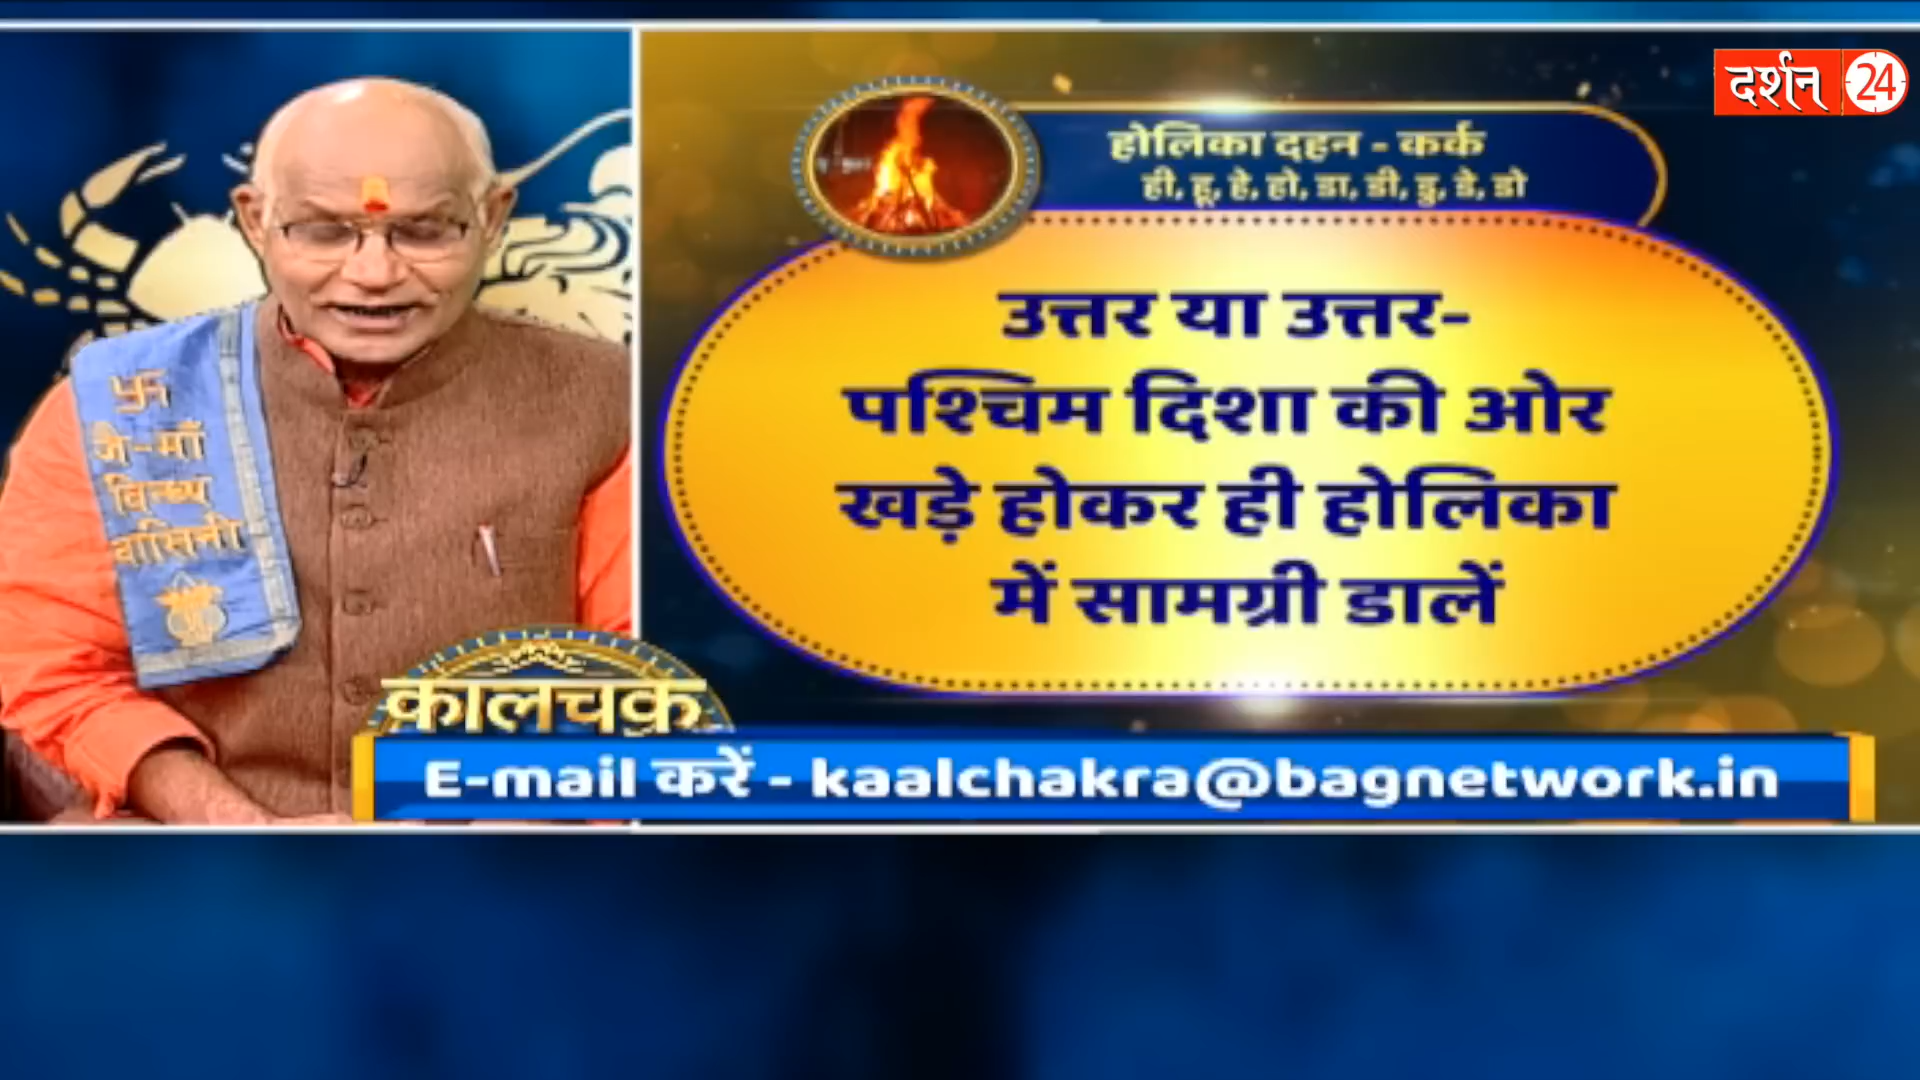 दर्शन 24
होलिका दहन - कर्क
ही, हू, हे, हो, डा, डी, डु, डे, डो
उत्तर या उत्तर-
पश्चिम दिशा की ओर
खड़े होकर ही होलिका
में सामग्री डालें
जै-माँ
विन्ध्य
वासिनी
कालचक्र
E-mail करें - kaalchakra@bagnetwork.in